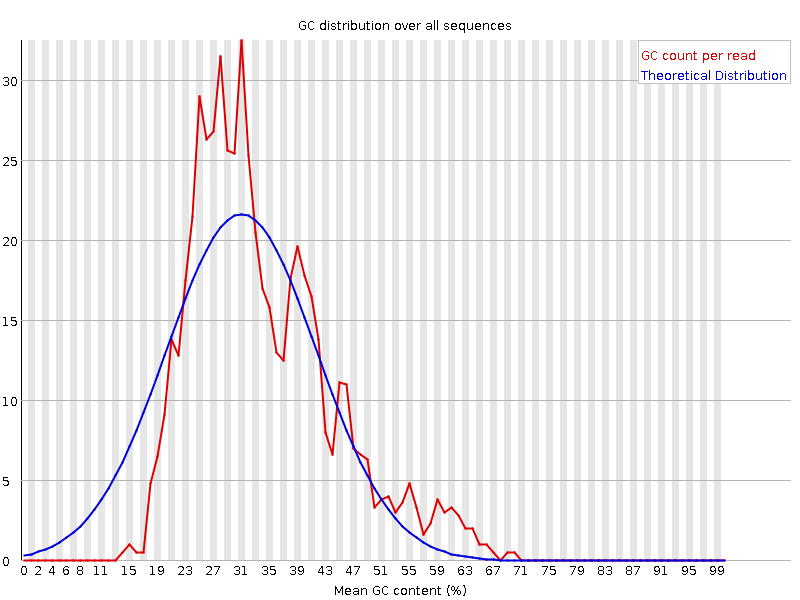 GC distribution over all sequences
GC count per read
Theoretical Distribution
30
25
20
15
10
5
0
0 2 4 6 8 11 15 19 23 27 31 35 39 43 47 51 55 59 63 67 71 75 79 83 87 91 95 99
Mean GC content (%)